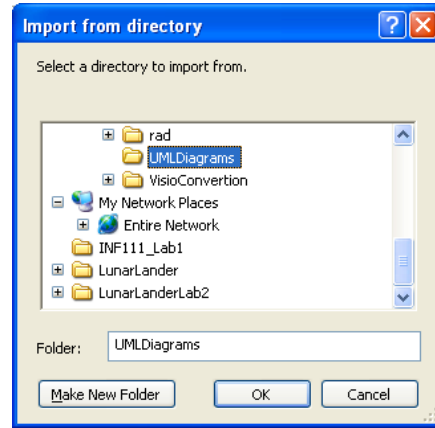 Import from directory
Select a directory to import from.
rad
UMLDiagrams
VisioConvertion
My Network Places
Entire Network
INF111_Lab1
LunarLander
LunarLanderLab2
Folder: UMLDiagrams
Make New Folder OK Cancel